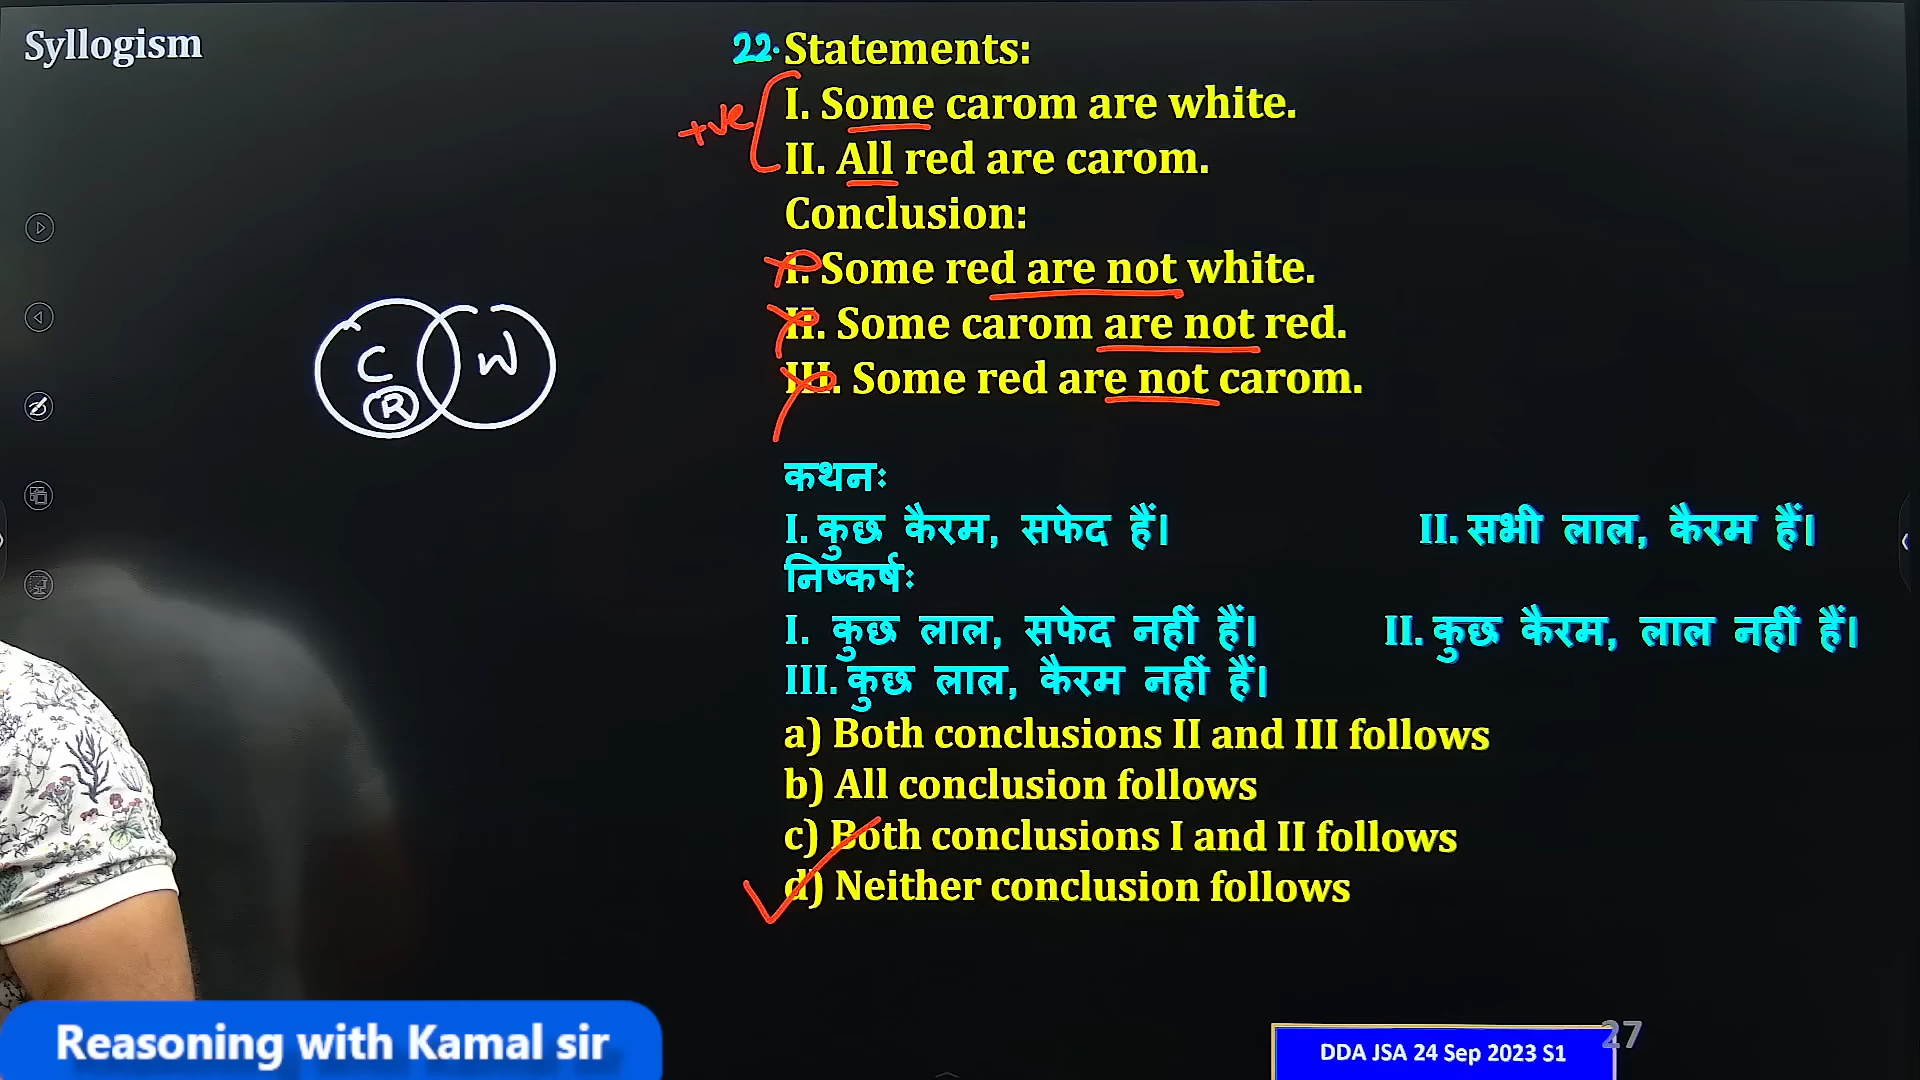 Syllogism
22. Statements:
+ve
I. Some carom are white.
II. All red are carom.
Conclusion:
I. Some red are not white.
II. Some carom are not red.
III. Some red are not carom.
C
W
R
कथनः
I. कुछ कैरम, सफेद हैं। II. सभी लाल, कैरम हैं।
निष्कर्षः
I. कुछ लाल, सफेद नहीं हैं। II. कुछ कैरम, लाल नहीं हैं।
III. कुछ लाल, कैरम नहीं हैं।
a) Both conclusions II and III follows
b) All conclusion follows
c) Both conclusions I and II follows
d) Neither conclusion follows
Reasoning with Kamal sir
DDA JSA 24 Sep 2023 S1
27